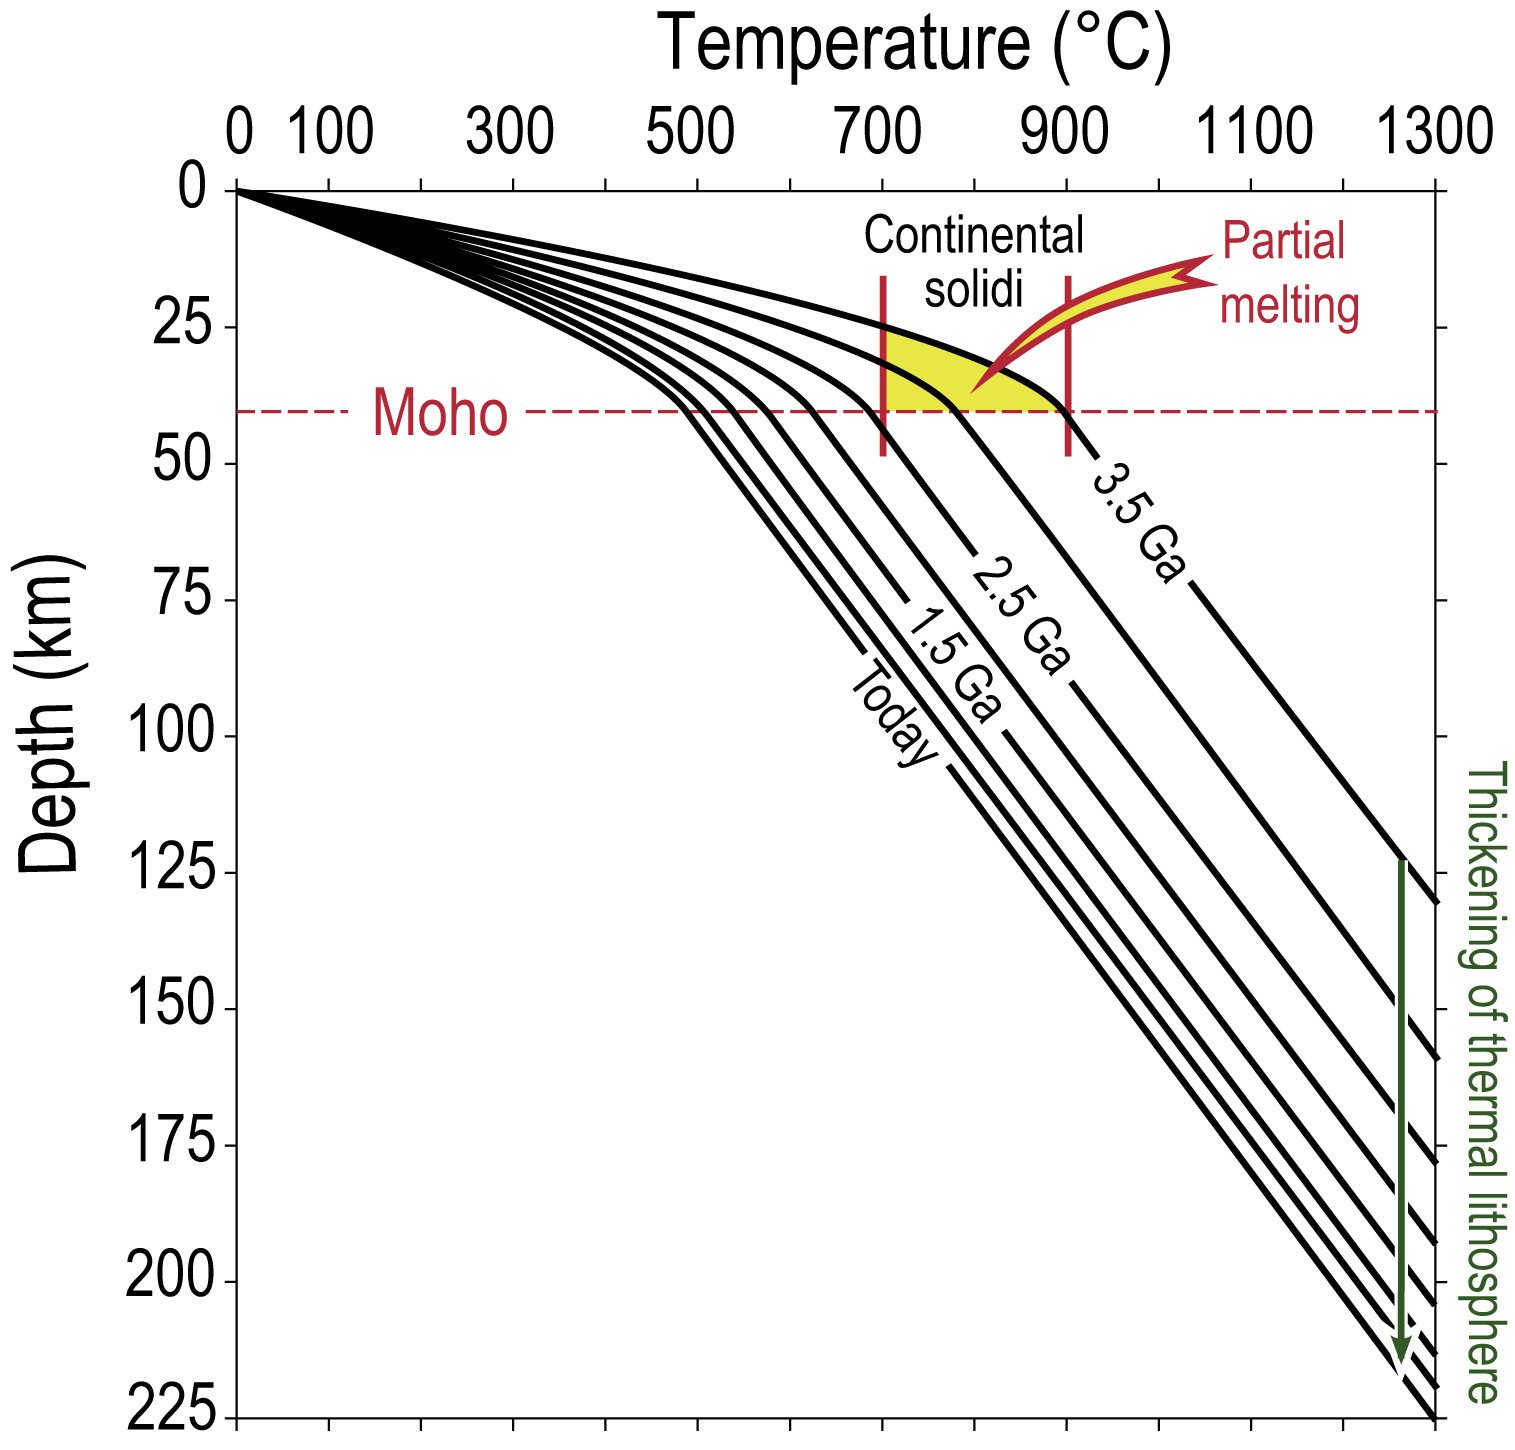 Temperature (°C)
0 100 300 500 700 900 1100 1300
0
Continental
solidi
Partial
melting
25
Moho
50
3.5 Ga
75
2.5 Ga
1.5 Ga
Today
100
Depth (km)
125
Thickening of thermal lithosphere
150
175
200
225